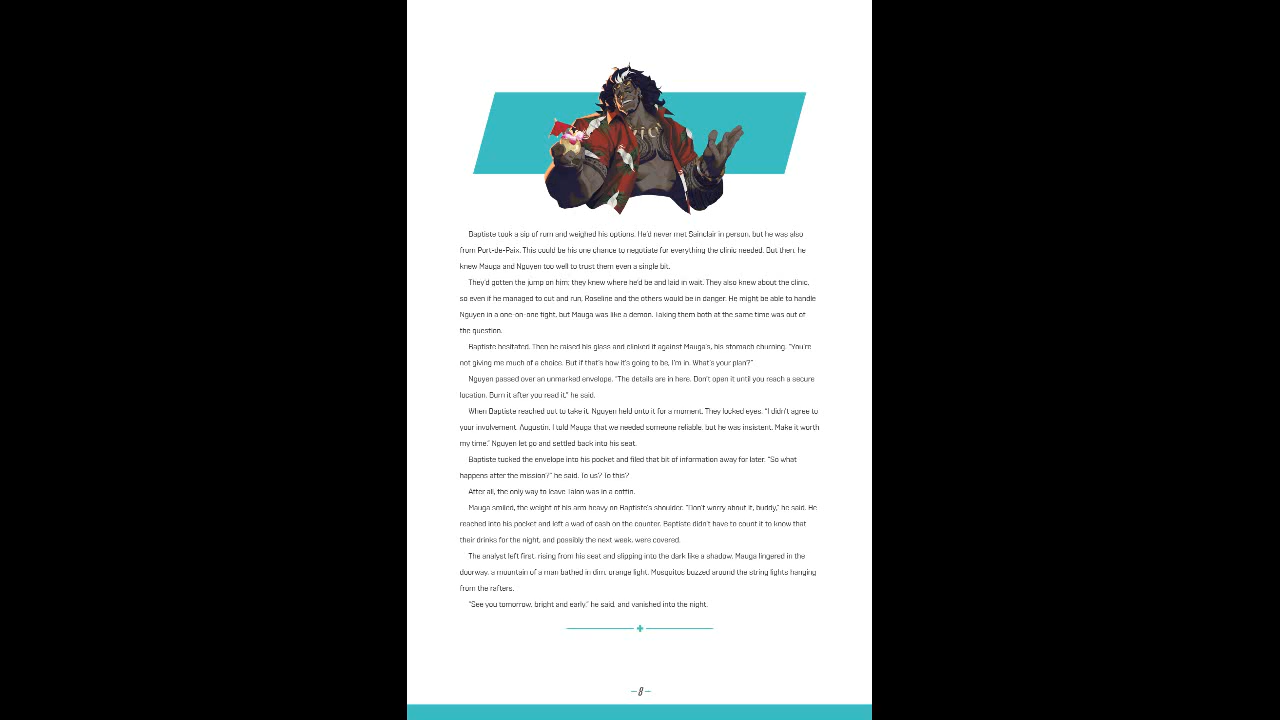 Baptiste took a sip of rum and weighed his options. He'd never met Sainclair in person, but he was also
from Port-de-Paix. This could be his one chance to negotiate for everything the clinic needed. But then, he
knew Mauga and Nguyen too well to trust them even a single bit.
They'd gotten the jump on him; they knew where he'd be and laid in wait. They also knew about the clinic,
so even if he managed to cut and run, Roseline and the others would be in danger. He might be able to handle
Nguyen in a one-on-one fight, but Mauga was like a demon. Taking them both at the same time was out of
the question.
Baptiste hesitated. Then he raised his glass and clinked it against Mauga's, his stomach churning. "You're
not giving me much of a choice. But if that's how it's going to be, I'm in. What's your plan?"
Nguyen passed over an unmarked envelope. "The details are in here. Don't open it until you reach a secure
location. Burn it after you read it," he said.
When Baptiste reached out to take it, Nguyen held onto it for a moment. They locked eyes. "I didn't agree to
your involvement, Augustin. I told Mauga that we needed someone reliable, but he was insistent. Make it worth
my time." Nguyen let go and settled back into his seat.
Baptiste tucked the envelope into his pocket and filed that bit of information away for later. "So what
happens after the mission?" he said. To us? To this?
After all, the only way to leave Talon was in a coffin.
Mauga smiled, the weight of his arm heavy on Baptiste's shoulder. "Don't worry about it, buddy," he said. He
reached into his pocket and left a wad of cash on the counter. Baptiste didn't have to count it to know that
their drinks for the night, and possibly the next week, were covered.
The analyst left first, rising from his seat and slipping into the dark like a shadow. Mauga lingered in the
doorway, a mountain of a man bathed in dim, orange light. Mosquitos buzzed around the string lights hanging
from the rafters.
"See you tomorrow, bright and early," he said, and vanished into the night.
– 8 –